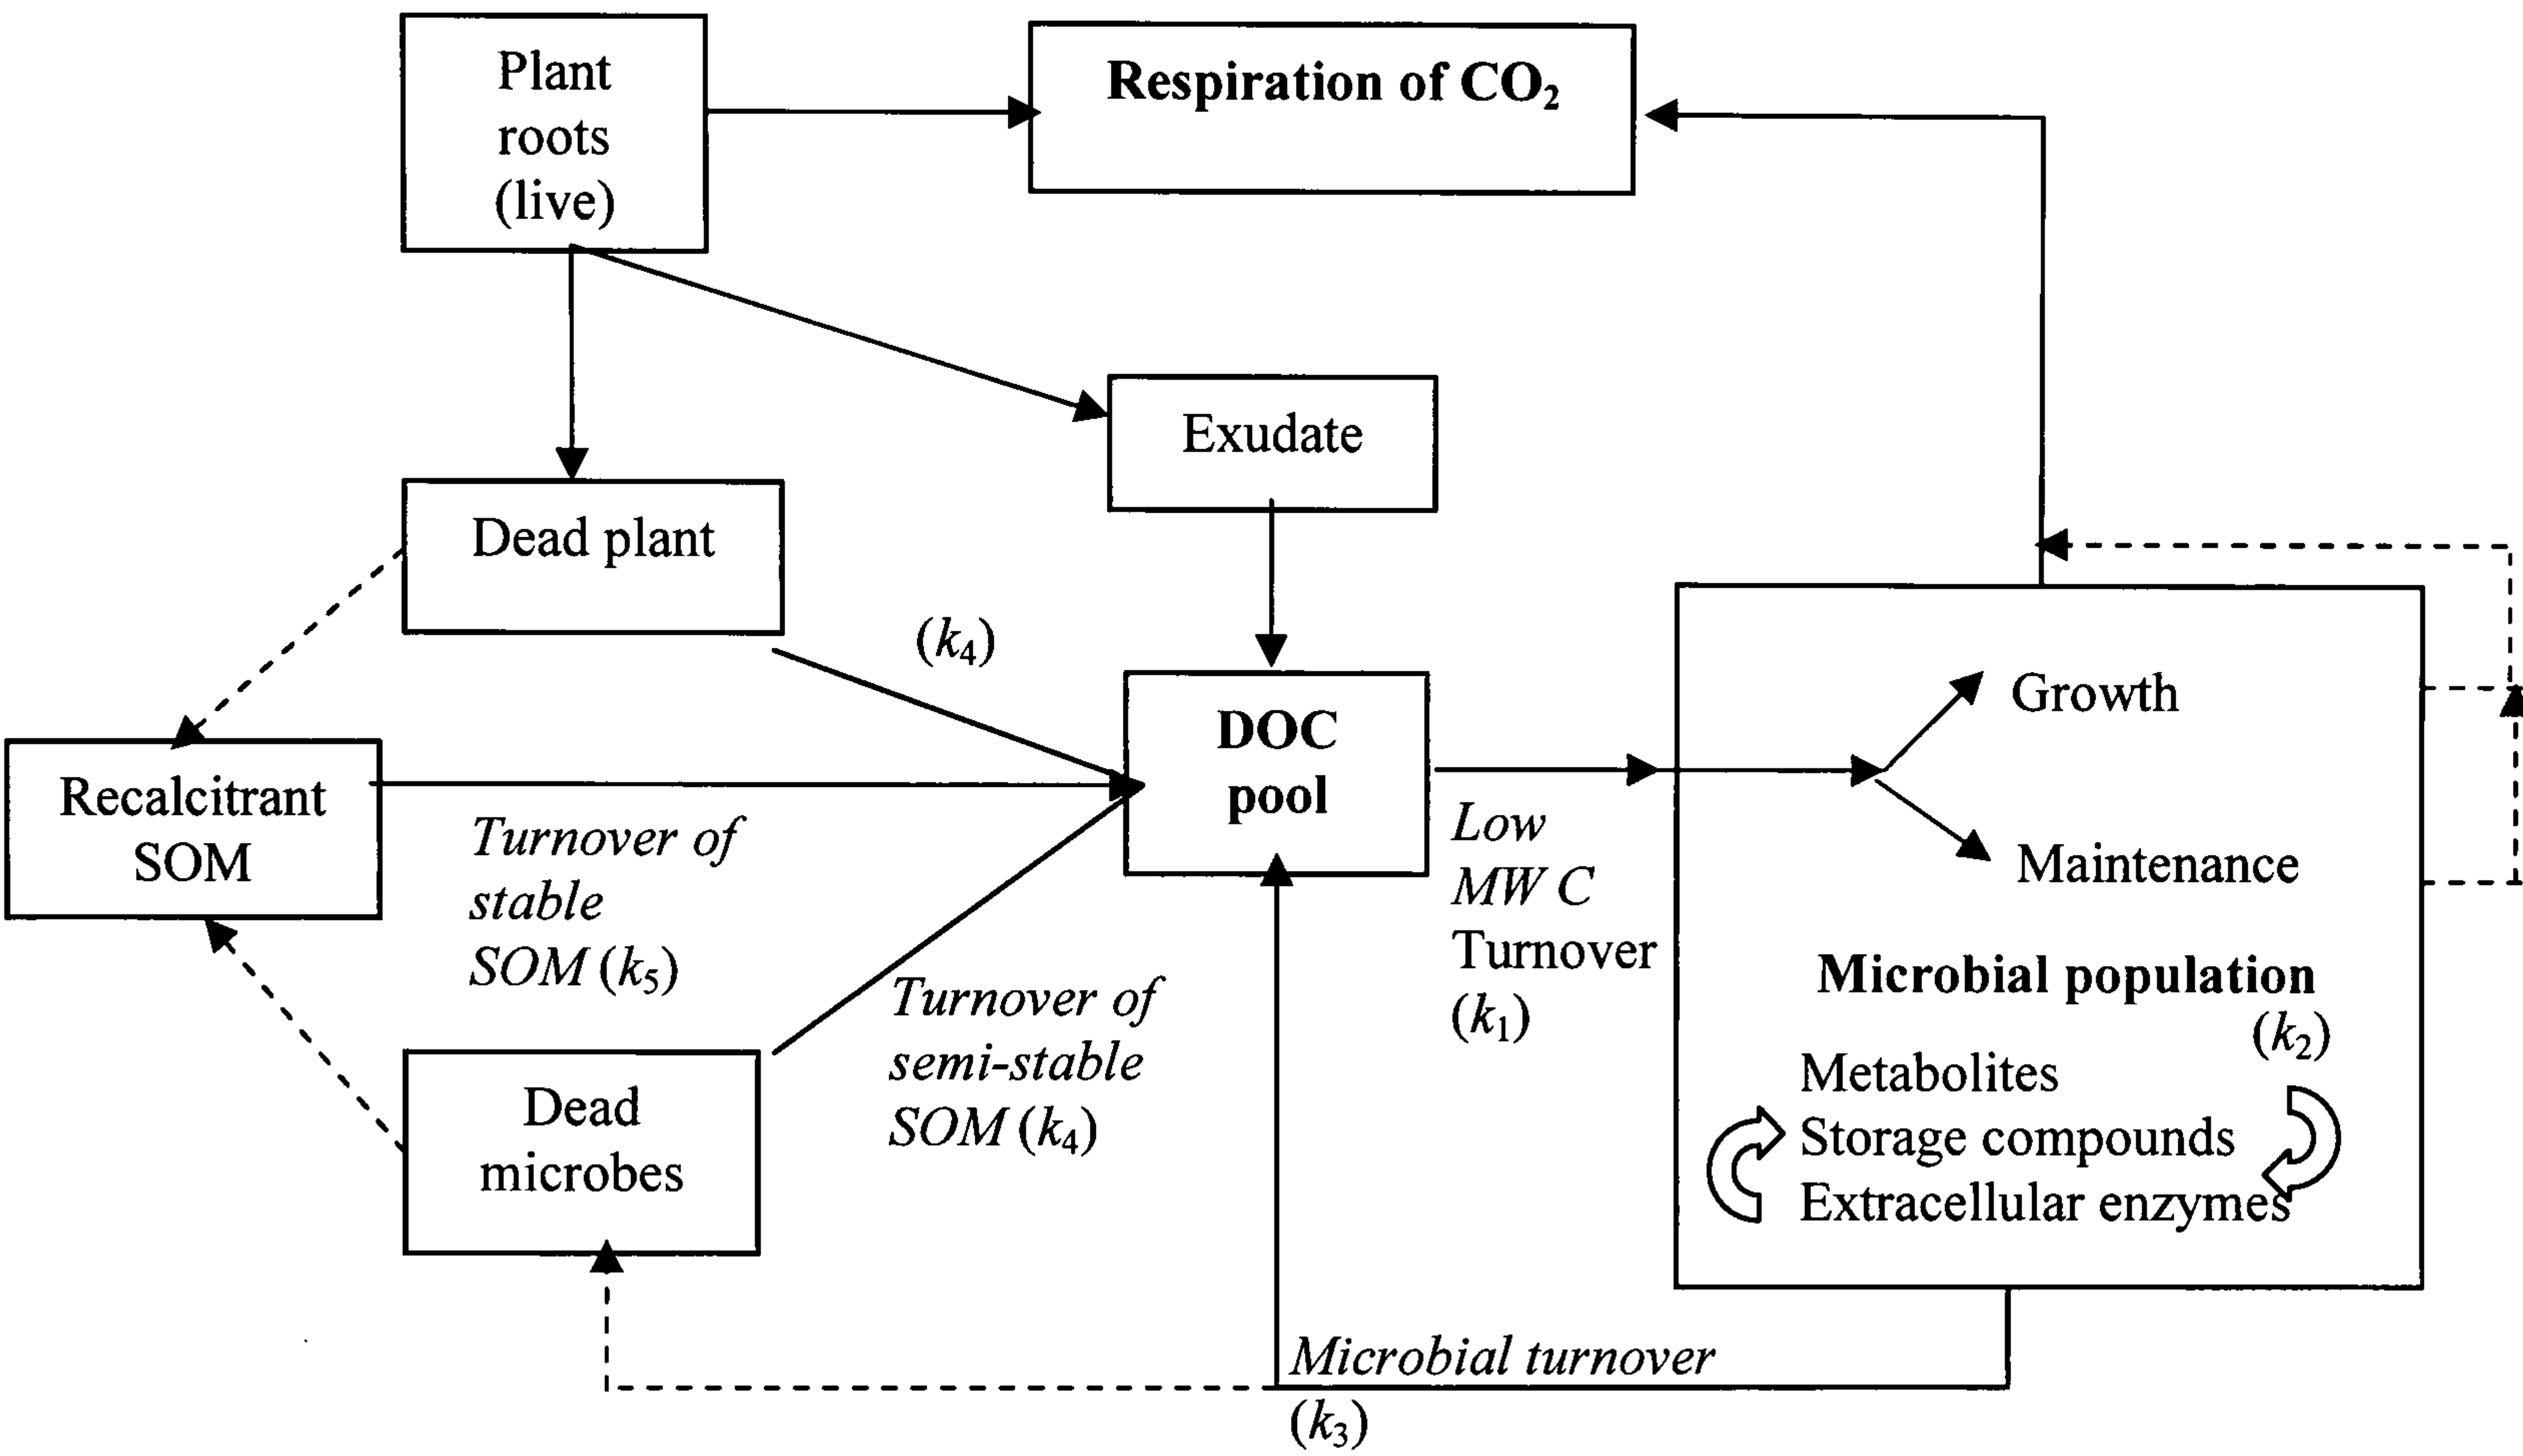 Plant
roots
(live)
Respiration of CO₂
Exudate
Dead plant
(k₄)
DOC
pool
Growth
Recalcitrant
SOM
Turnover of
stable
SOM (k₅)
Low
MW C
Turnover
(k₁)
Maintenance
Microbial population
(k₂)
Turnover of
semi-stable
SOM (k₄)
Metabolites
Storage compounds
Extracellular enzymes
Dead
microbes
Microbial turnover
(k₃)